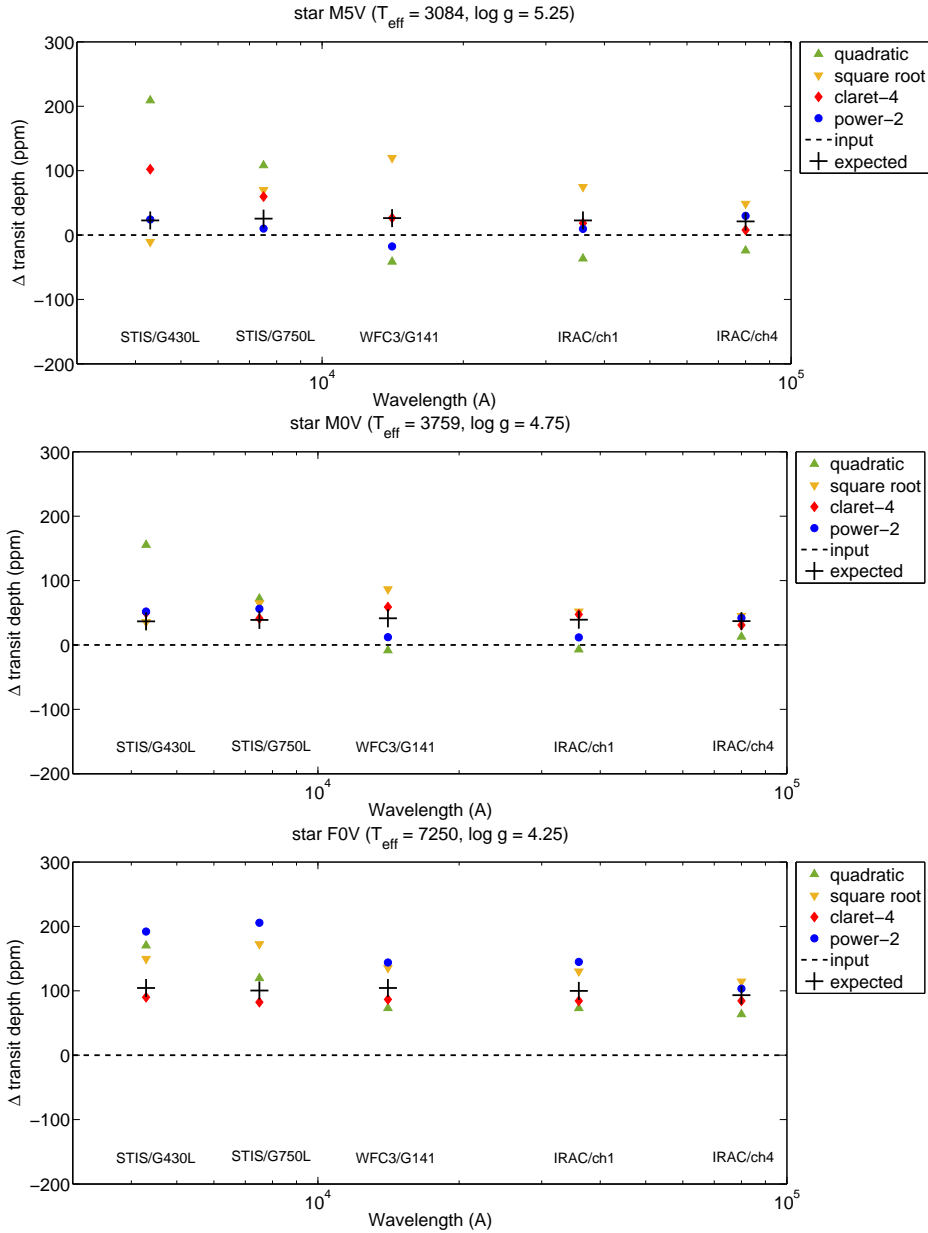 star M5V (T_eff = 3084, log g = 5.25)
300
200
100
0
−100
−200
Δ transit depth (ppm)
STIS/G430L
STIS/G750L
WFC3/G141
IRAC/ch1
IRAC/ch4
10^4
10^5
Wavelength (A)
quadratic
square root
claret−4
power−2
input
expected
star M0V (T_eff = 3759, log g = 4.75)
300
200
100
0
−100
−200
Δ transit depth (ppm)
STIS/G430L
STIS/G750L
WFC3/G141
IRAC/ch1
IRAC/ch4
10^4
10^5
Wavelength (A)
quadratic
square root
claret−4
power−2
input
expected
star F0V (T_eff = 7250, log g = 4.25)
300
200
100
0
−100
−200
Δ transit depth (ppm)
STIS/G430L
STIS/G750L
WFC3/G141
IRAC/ch1
IRAC/ch4
10^4
10^5
Wavelength (A)
quadratic
square root
claret−4
power−2
input
expected